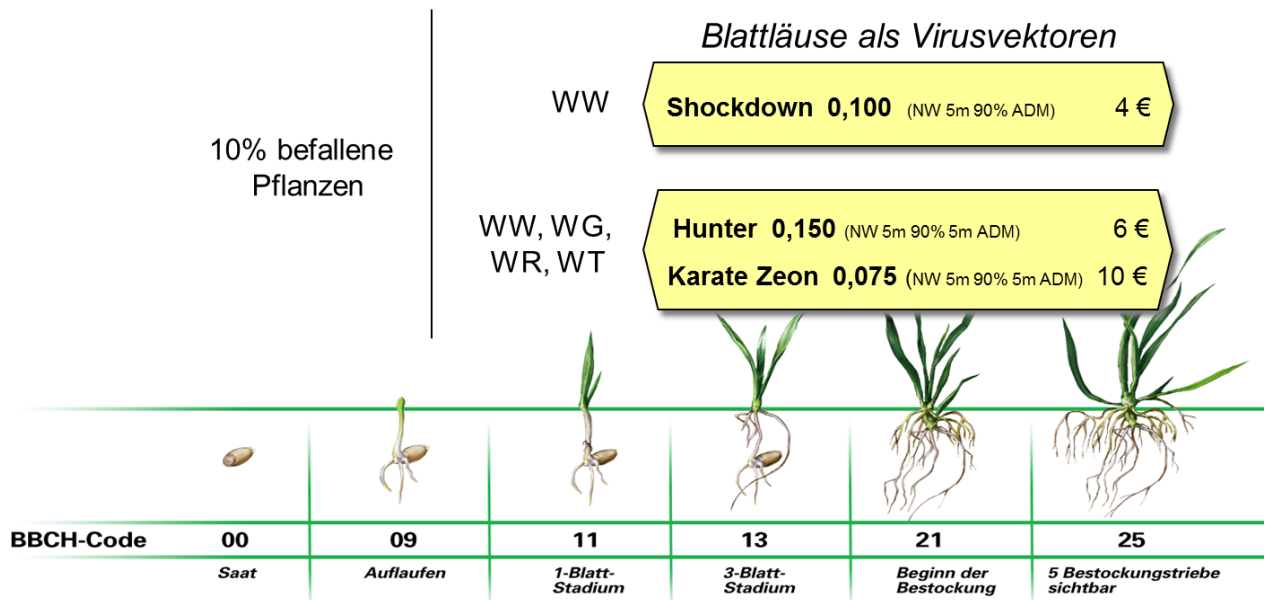 Blattläuse als Virusvektoren
WW
Shockdown 0,100 (NW 5m 90% ADM) 4 €
10% befallene
Pflanzen
WW, WG,
WR, WT
Hunter 0,150 (NW 5m 90% 5m ADM) 6 €
Karate Zeon 0,075 (NW 5m 90% 5m ADM) 10 €
BBCH-Code 00 09 11 13 21 25
Saat Auflaufen 1-Blatt- 3-Blatt- Beginn der 5 Bestockungstriebe
Stadium Stadium Bestockung sichtbar